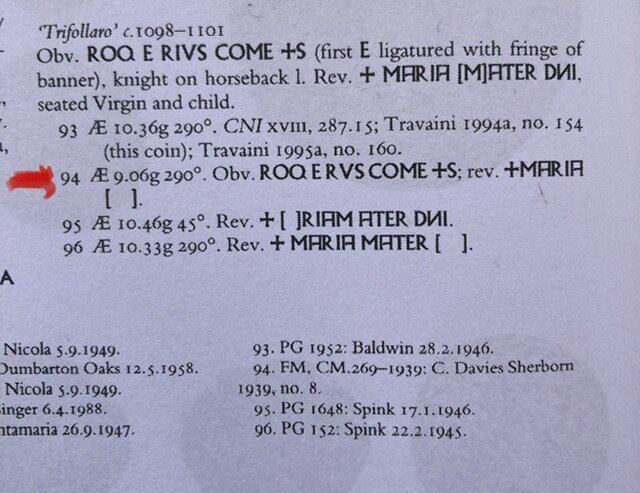 'Trifollaro' c.1098–1101
Obv. ROQ E RIVS COME +S (first E ligatured with fringe of
banner), knight on horseback l. Rev. + MARIA [M]ATER DNI,
seated Virgin and child.
93 Æ 10.36g 290°. CNI XVIII, 287.15; Travaini 1994a, no. 154
(this coin); Travaini 1995a, no. 160.
94 Æ 9.06g 290°. Obv. ROQ E RVS COME +S; rev. +MARIA
[ ].
95 Æ 10.46g 45°. Rev. + [ ]RIAM ATER DNI.
96 Æ 10.33g 290°. Rev. + MARIA MATER [ ].
A
Nicola 5.9.1949.
Dumbarton Oaks 12.5.1958.
Nicola 5.9.1949.
inger 6.4.1988.
ntamaria 26.9.1947.
93. PG 1952: Baldwin 28.2.1946.
94. FM, CM.269–1939: C. Davies Sherborn
1939, no. 8.
95. PG 1648: Spink 17.1.1946.
96. PG 152: Spink 22.2.1945.